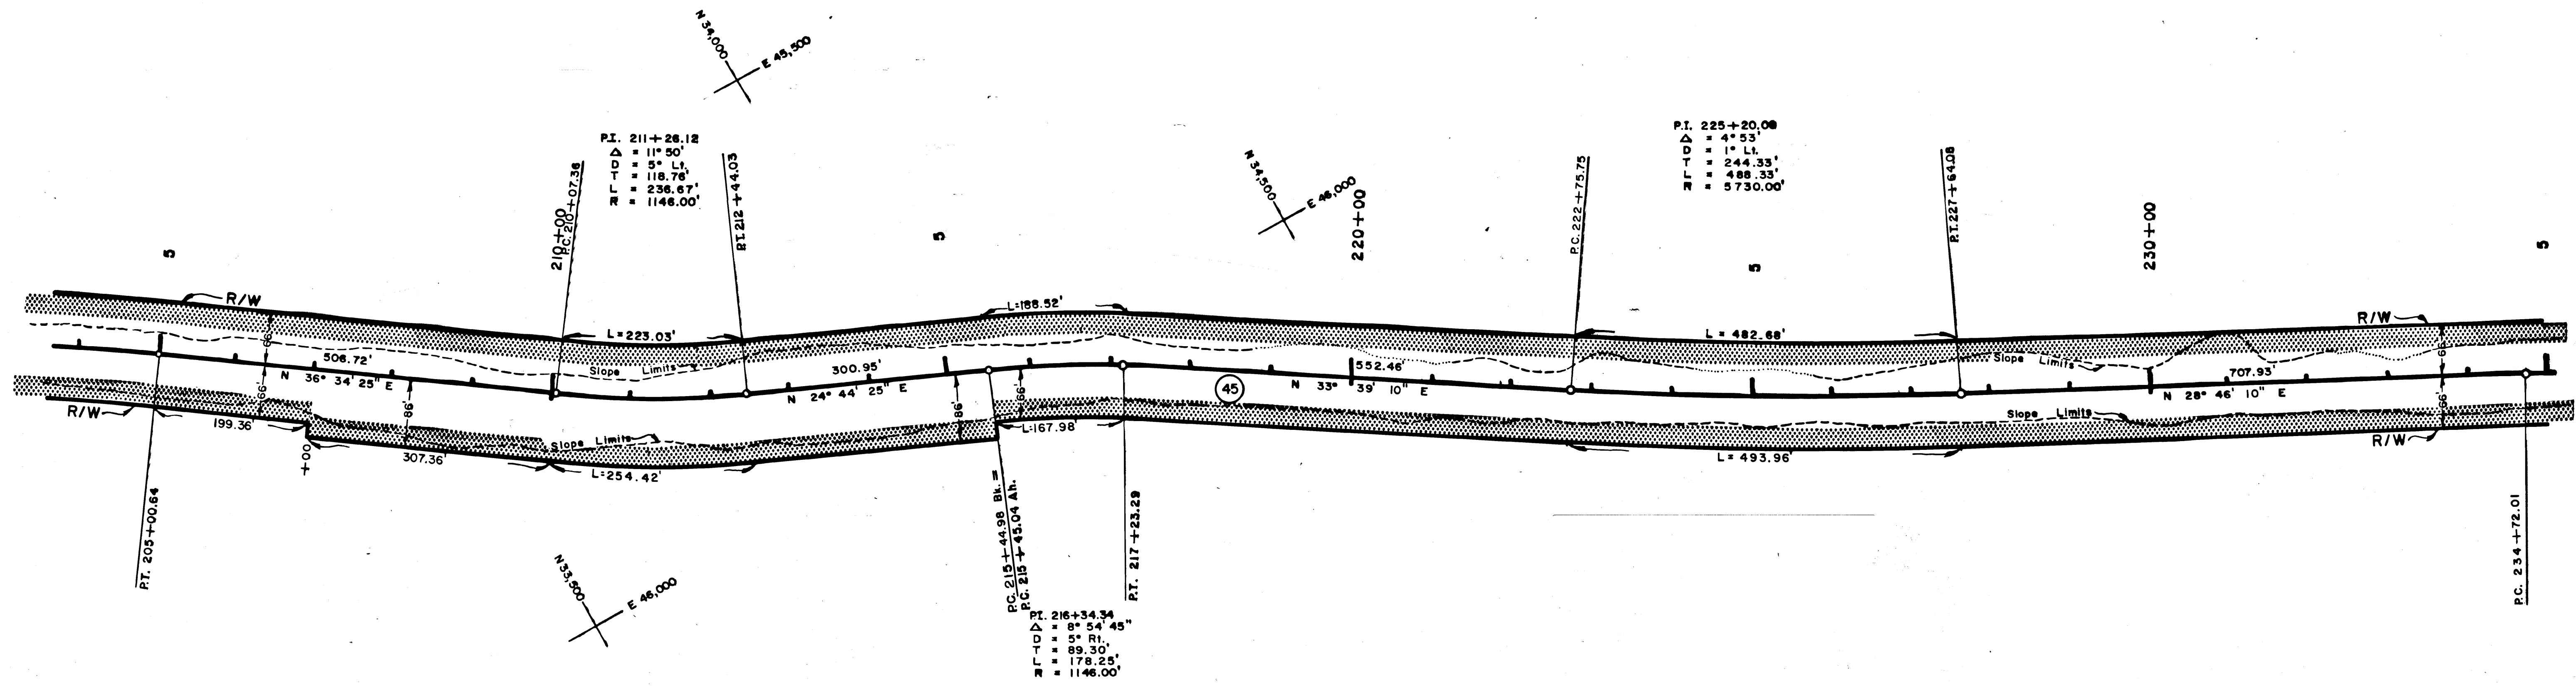 N 34,000
E 45,500
P.I. 211+26.12
Δ = 11° 50'
D = 5° Lt.
T = 118.76'
L = 236.67'
R = 1146.00'
P.I. 225+20.08
Δ = 4° 53'
D = 1° Lt.
T = 244.33'
L = 488.33'
R = 5730.00'
N 34,500
E 46,000
5
210+00
P.C. 210+07.36
P.T. 212+44.03
5
220+00
P.C. 222+75.75
5
P.T. 227+64.08
230+00
5
R/W
L=223.03'
L=188.52'
L = 482.68'
R/W
66'
506.72'
N 36° 34' 25" E
Slope Limits
300.95'
N 24° 44' 25" E
45
552.46'
N 33° 39' 10" E
Slope Limits
707.93'
N 28° 46' 10" E
66'
66'
86'
86'
66'
66'
R/W
199.36'
+00
307.36'
Slope Limits
L=254.42'
L=167.98'
L= 493.96'
Slope Limits
R/W
P.T. 205+00.64
P.C. 215+44.98 Bk. =
P.C. 215+45.04 Ah.
P.T. 217+23.29
P.C. 234+72.01
N 33,500
E 46,000
P.I. 216+34.34
Δ = 8° 54' 45"
D = 5° Rt.
T = 89.30'
L = 178.25'
R = 1146.00'